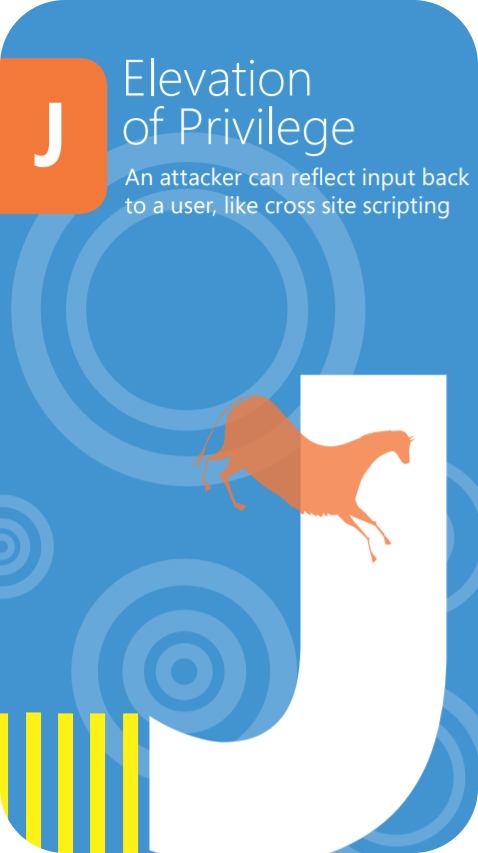 J
Elevation
of Privilege
An attacker can reflect input back
to a user, like cross site scripting
J